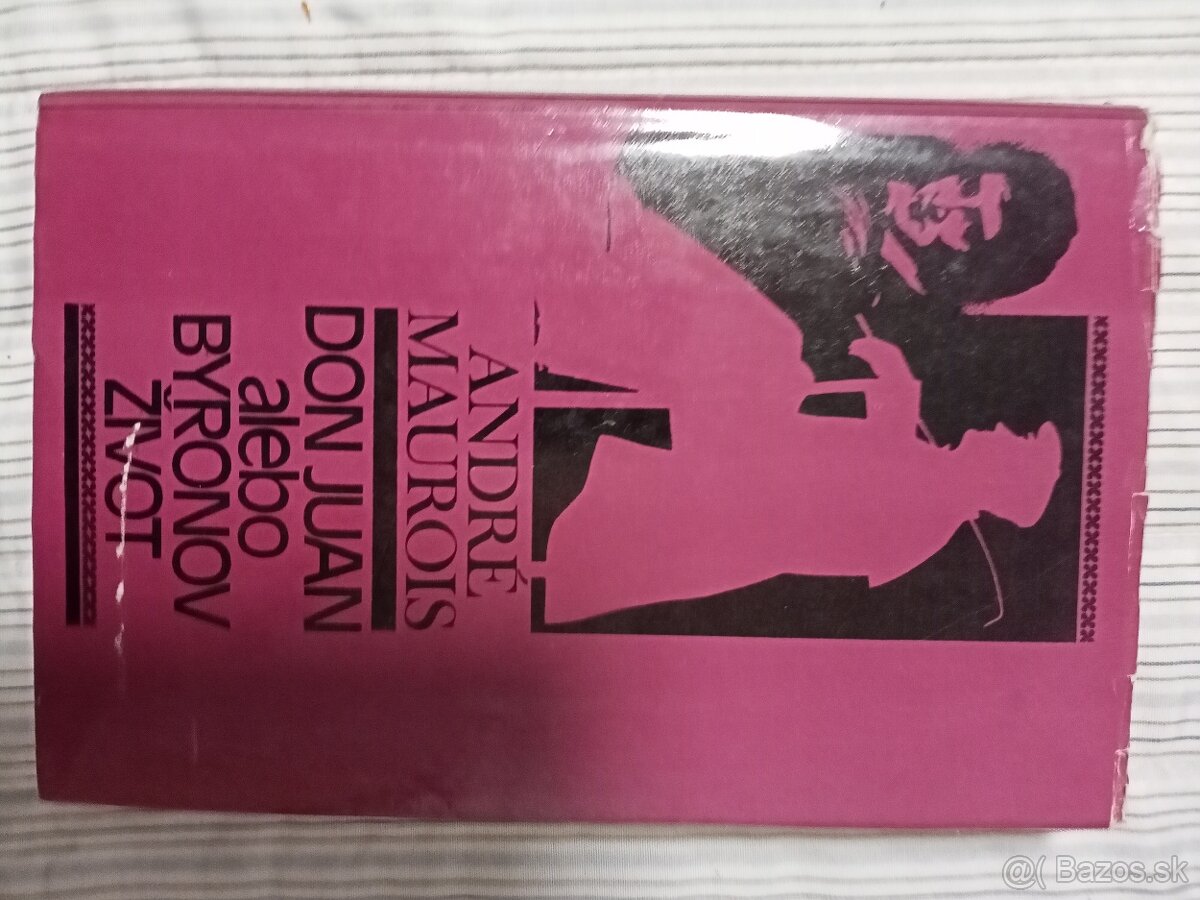 ANDRÉ
MAUROIS
DON JUAN
alebo
BYRONOV
ŽIVOT
@( Bazos.sk